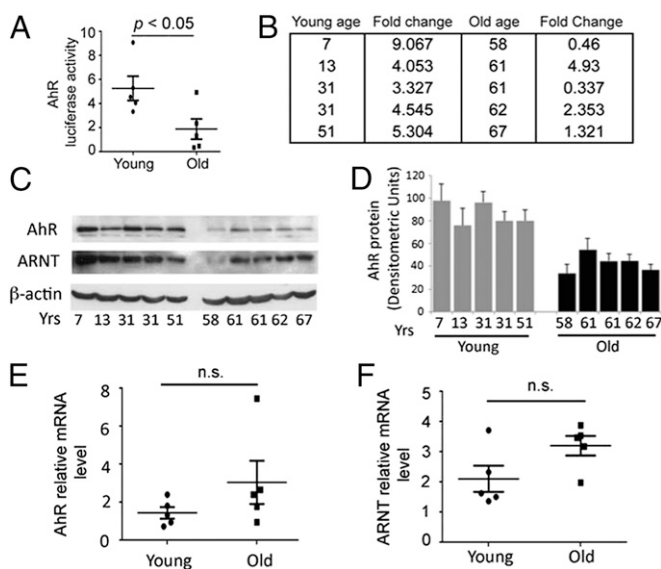 A
p < 0.05
AhR
luciferase activity
10
8
6
4
2
0
Young Old
B
Young age Fold change Old age Fold Change
7 9.067 58 0.46
13 4.053 61 4.93
31 3.327 61 0.337
31 4.545 62 2.353
51 5.304 67 1.321
C
AhR
ARNT
β-actin
Yrs 7 13 31 31 51 58 61 61 62 67
D
AhR protein
(Densitometric Units)
120
100
80
60
40
20
0
Yrs 7 13 31 31 51 58 61 61 62 67
Young Old
E
n.s.
AhR relative mRNA
level
8
6
4
2
0
Young Old
F
n.s.
ARNT relative mRNA
level
5
4
3
2
1
0
Young Old